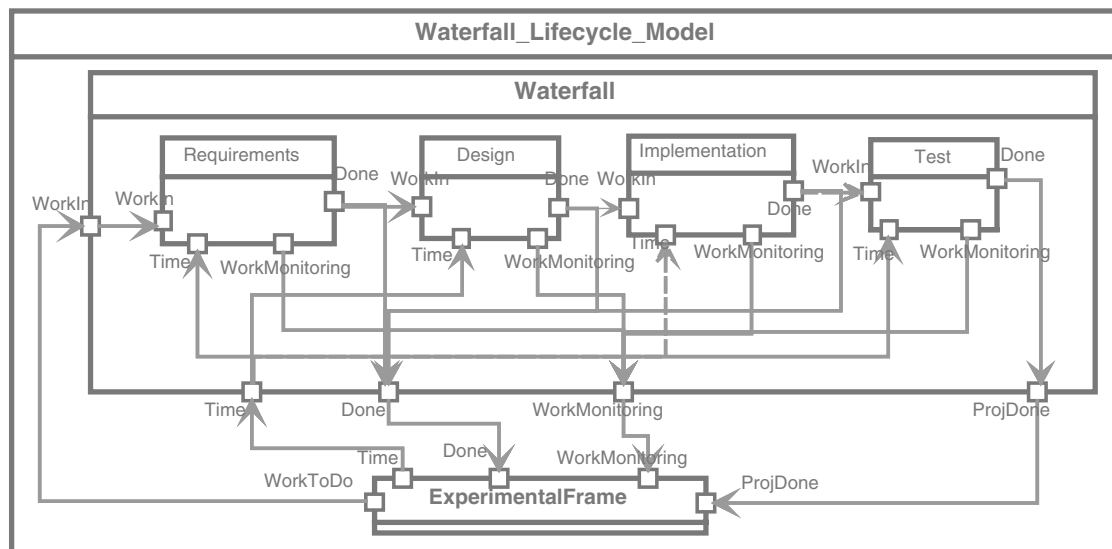 Waterfall_Lifecycle_Model
Waterfall
Requirements
Design
Implementation
Test
Done
WorkIn
Done
WorkIn
Done
WorkIn
Done
WorkIn
WorkIn
Time
WorkMonitoring
Time
WorkMonitoring
Time
WorkMonitoring
Time
WorkMonitoring
Time
Done
WorkMonitoring
ProjDone
Time
Done
WorkMonitoring
WorkToDo
ExperimentalFrame
ProjDone